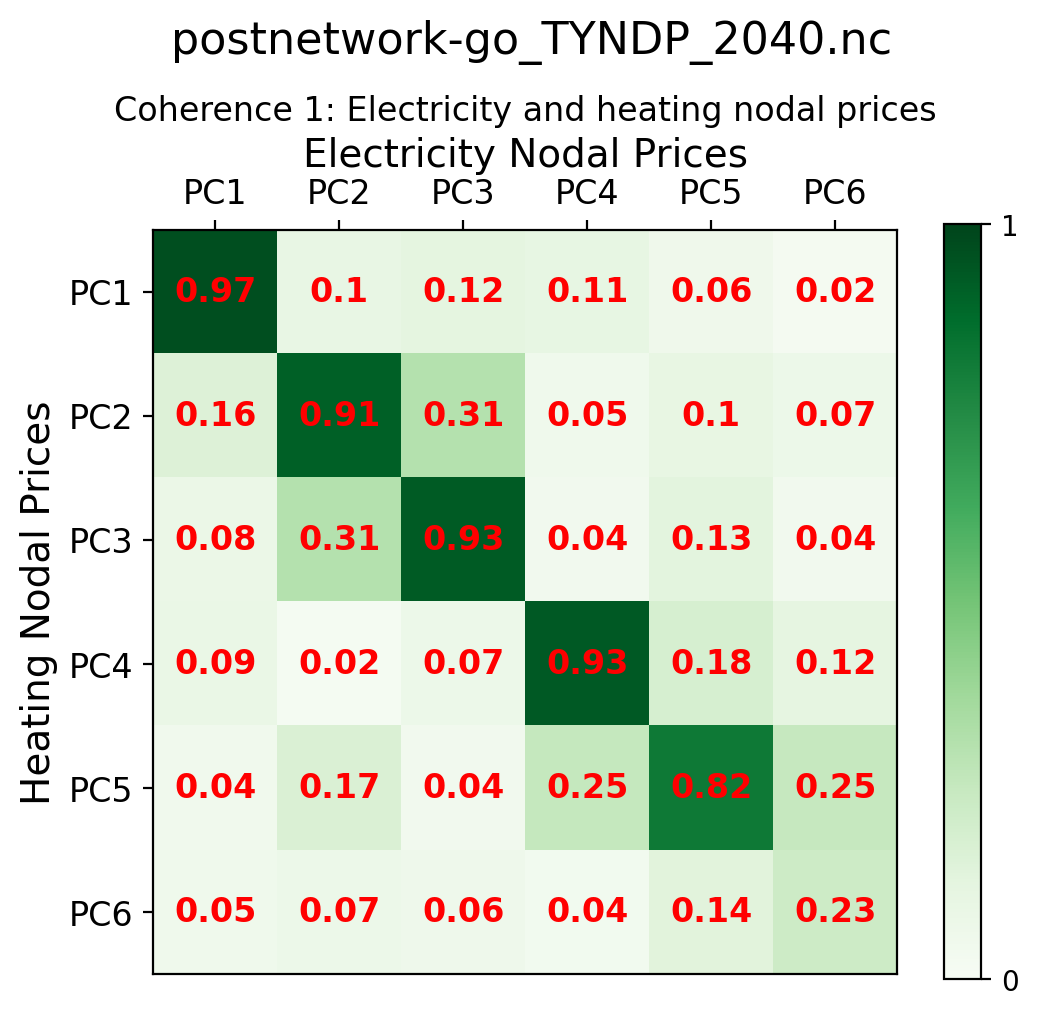 postnetwork-go_TYNDP_2040.nc
Coherence 1: Electricity and heating nodal prices
Electricity Nodal Prices
PC1 PC2 PC3 PC4 PC5 PC6
Heating Nodal Prices
PC1 0.97 0.1 0.12 0.11 0.06 0.02
PC2 0.16 0.91 0.31 0.05 0.1 0.07
PC3 0.08 0.31 0.93 0.04 0.13 0.04
PC4 0.09 0.02 0.07 0.93 0.18 0.12
PC5 0.04 0.17 0.04 0.25 0.82 0.25
PC6 0.05 0.07 0.06 0.04 0.14 0.23
1
0